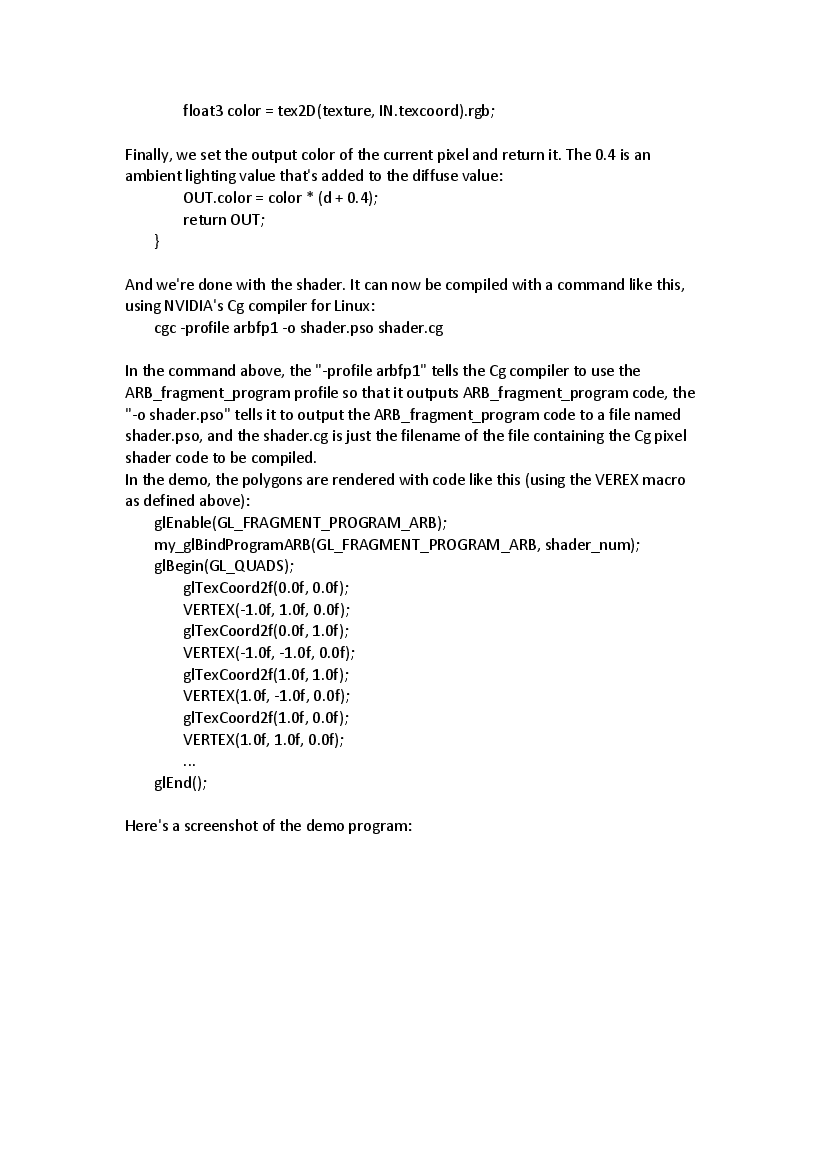 float3 color = tex2D(texture, IN.texcoord).rgb;
Finally, we set the output color of the current pixel and return it. The 0.4 is an
ambient lighting value that's added to the diffuse value:
OUT.color = color * (d + 0.4);
return OUT;
}
And we're done with the shader. It can now be compiled with a command like this,
using NVIDIA's Cg compiler for Linux:
cgc -profile arbfp1 -o shader.pso shader.cg
In the command above, the "-profile arbfp1" tells the Cg compiler to use the
ARB_fragment_program profile so that it outputs ARB_fragment_program code, the
"-o shader.pso" tells it to output the ARB_fragment_program code to a file named
shader.pso, and the shader.cg is just the filename of the file containing the Cg pixel
shader code to be compiled.
In the demo, the polygons are rendered with code like this (using the VEREX macro
as defined above):
glEnable(GL_FRAGMENT_PROGRAM_ARB);
my_glBindProgramARB(GL_FRAGMENT_PROGRAM_ARB, shader_num);
glBegin(GL_QUADS);
glTexCoord2f(0.0f, 0.0f);
VERTEX(-1.0f, 1.0f, 0.0f);
glTexCoord2f(0.0f, 1.0f);
VERTEX(-1.0f, -1.0f, 0.0f);
glTexCoord2f(1.0f, 1.0f);
VERTEX(1.0f, -1.0f, 0.0f);
glTexCoord2f(1.0f, 0.0f);
VERTEX(1.0f, 1.0f, 0.0f);
...
glEnd();
Here's a screenshot of the demo program: